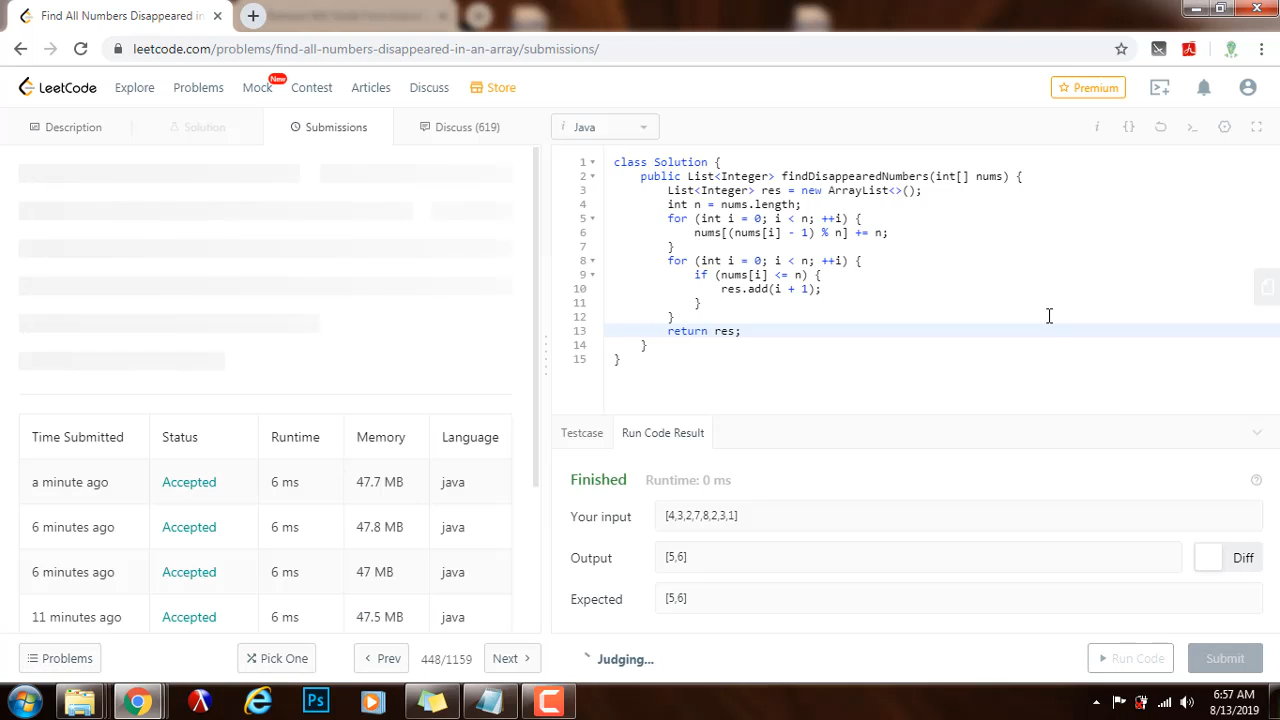 Find All Numbers Disappeared in
leetcode.com/problems/find-all-numbers-disappeared-in-an-array/submissions/
LeetCode
Explore
Problems
Mock
New
Contest
Articles
Discuss
Store
Premium
Description
Solution
Submissions
Discuss (619)
i Java
1 class Solution {
2 public List<Integer> findDisappearedNumbers(int[] nums) {
3 List<Integer> res = new ArrayList<>();
4 int n = nums.length;
5 for (int i = 0; i < n; ++i) {
6 nums[(nums[i] - 1) % n] += n;
7 }
8 for (int i = 0; i < n; ++i) {
9 if (nums[i] <= n) {
10 res.add(i + 1);
11 }
12 }
13 return res;
14 }
15 }
Time Submitted Status Runtime Memory Language
a minute ago Accepted 6 ms 47.7 MB java
6 minutes ago Accepted 6 ms 47.8 MB java
6 minutes ago Accepted 6 ms 47 MB java
11 minutes ago Accepted 6 ms 47.5 MB java
Testcase
Run Code Result
Finished Runtime: 0 ms
Your input [4,3,2,7,8,2,3,1]
Output [5,6]
Diff
Expected [5,6]
Problems
Pick One
Prev
448/1159
Next
Judging...
Run Code
Submit
Ps
6:57 AM
8/13/2019